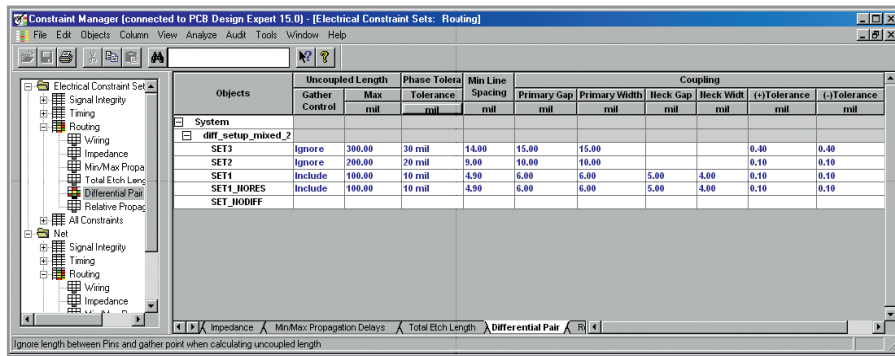 Constraint Manager (connected to PCB Design Expert 15.0) - [Electrical Constraint Sets: Routing]
File Edit Objects Column View Analyze Audit Tools Window Help
Electrical Constraint Set
Signal Integrity
Timing
Routing
Wiring
Impedance
Min/Max Propa
Total Etch Leng
Differential Pair
Relative Propag
All Constraints
Net
Signal Integrity
Timing
Routing
Wiring
Impedance
Objects Uncoupled Length Phase Tolera Min Line Spacing Coupling
Gather Control Max Tolerance Primary Gap Primary Width Neck Gap Neck Widt (+)Tolerance (-)Tolerance
mil mil mil mil mil mil mil mil mil
System
diff_setup_mixed_2
SET3 Ignore 300.00 30 mil 14.00 15.00 15.00 0.40 0.40
SET2 Ignore 200.00 20 mil 9.00 10.00 10.00 0.10 0.10
SET1 Include 100.00 10 mil 4.90 6.00 6.00 5.00 4.00 0.10 0.10
SET1_NORES Include 100.00 10 mil 4.90 6.00 6.00 5.00 4.00 0.10 0.10
SET_NODIFF
Impedance Min/Max Propagation Delays Total Etch Length Differential Pair R
Ignore length between Pins and gather point when calculating uncoupled length